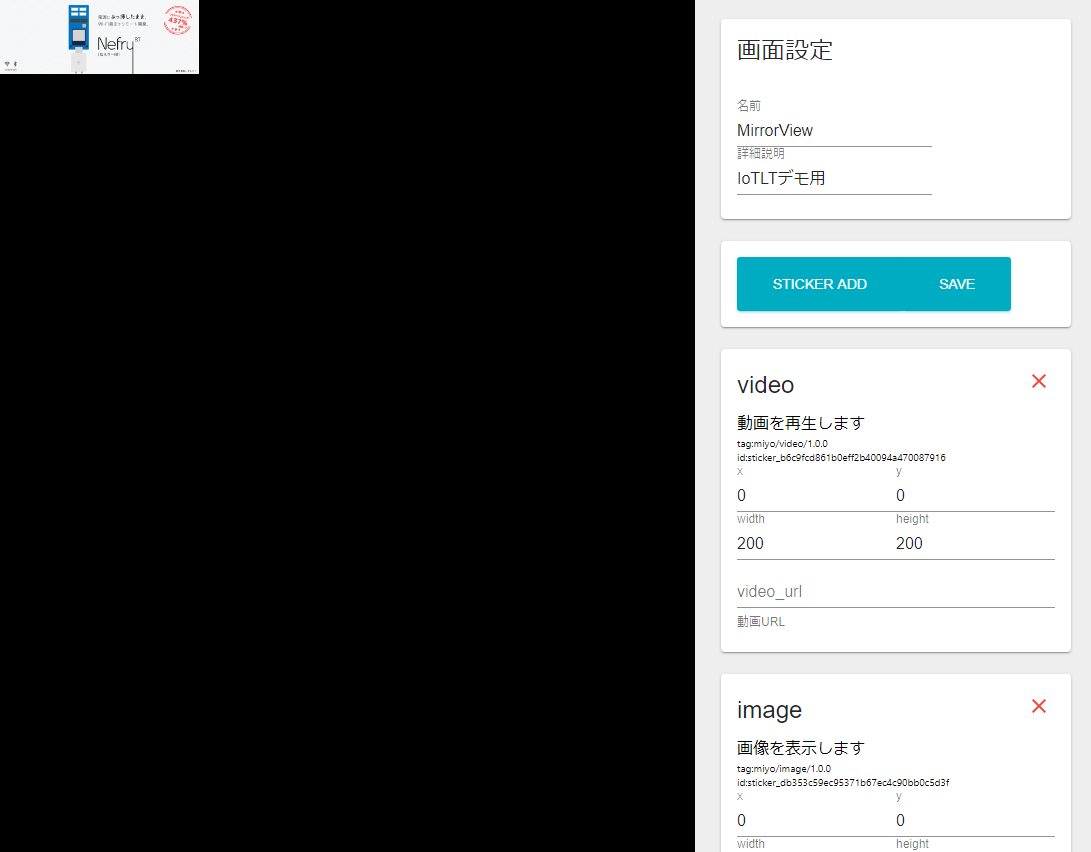 Nefry BT
437%
画面設定
名前
MirrorView
詳細説明
IoTLTデモ用
STICKER ADD SAVE
video
動画を再生します
tag:miyo/video/1.0.0
id:sticker_b6c9fcd861b0eff2b40094a470087916
x y
0 0
width height
200 200
video_url
動画URL
image
画像を表示します
tag:miyo/image/1.0.0
id:sticker_db353c59ec95371b67ec4c90bb0c5d3f
x y
0 0
width height